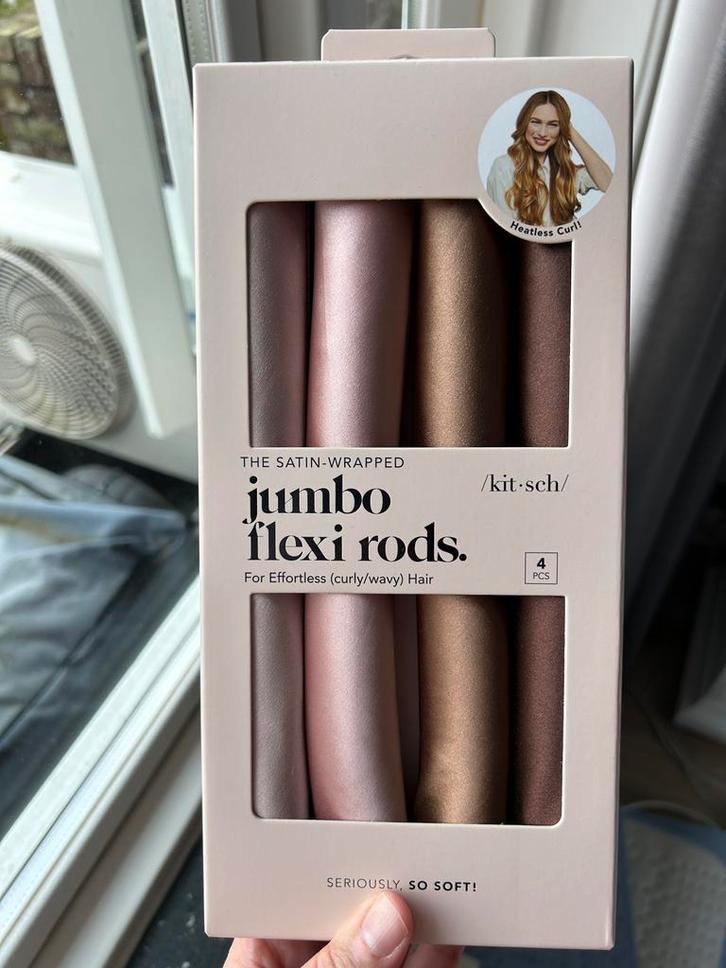 Heatless Curl!
THE SATIN-WRAPPED
jumbo
flexi rods.
/kit·sch/
For Effortless (curly/wavy) Hair
4
PCS
SERIOUSLY, SO SOFT!